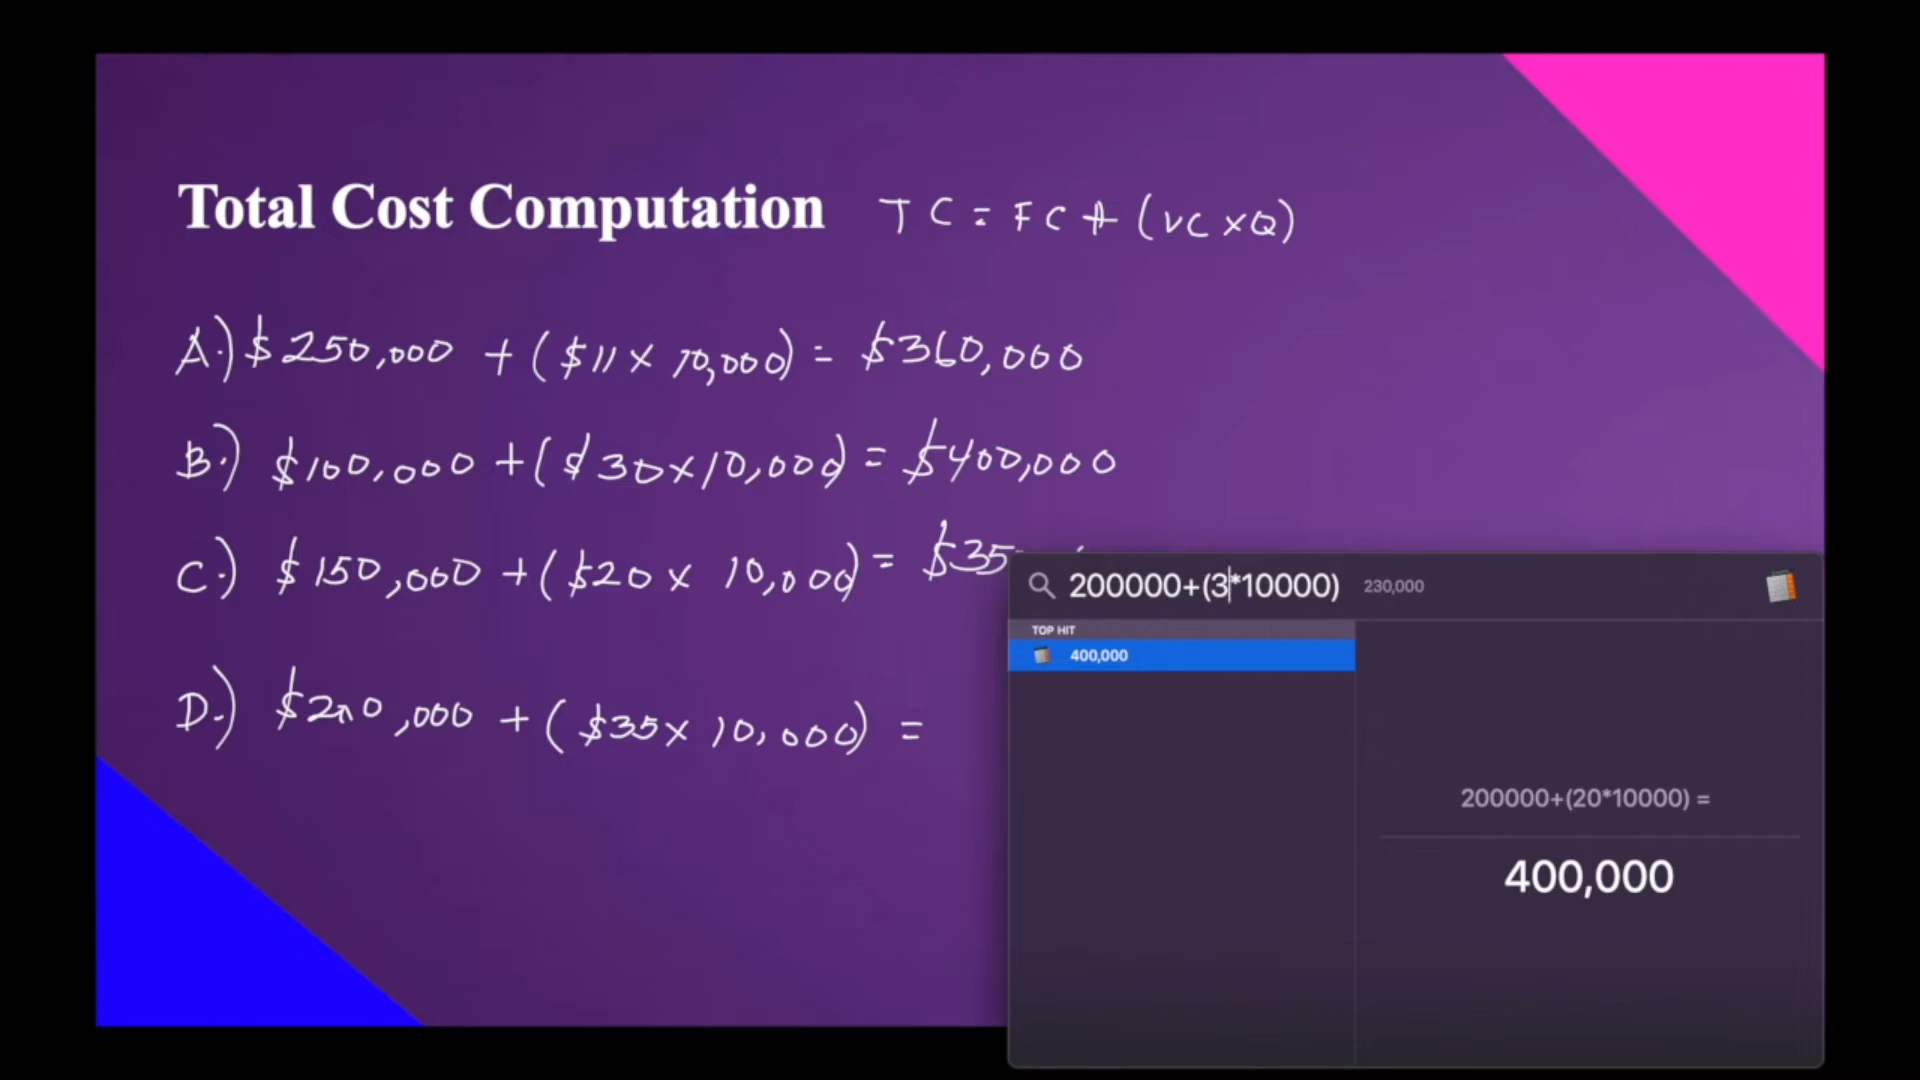 Total Cost Computation TC = FC + (VC x Q)
A.) $250,000 + ($11 x 10,000) = $360,000
B.) $100,000 + ($30 x 10,000) = $400,000
C.) $150,000 + ($20 x 10,000) = $35
D.) $200,000 + ($35 x 10,000) =
200000+(3*10000) 230,000
TOP HIT
400,000
200000+(20*10000) =
400,000